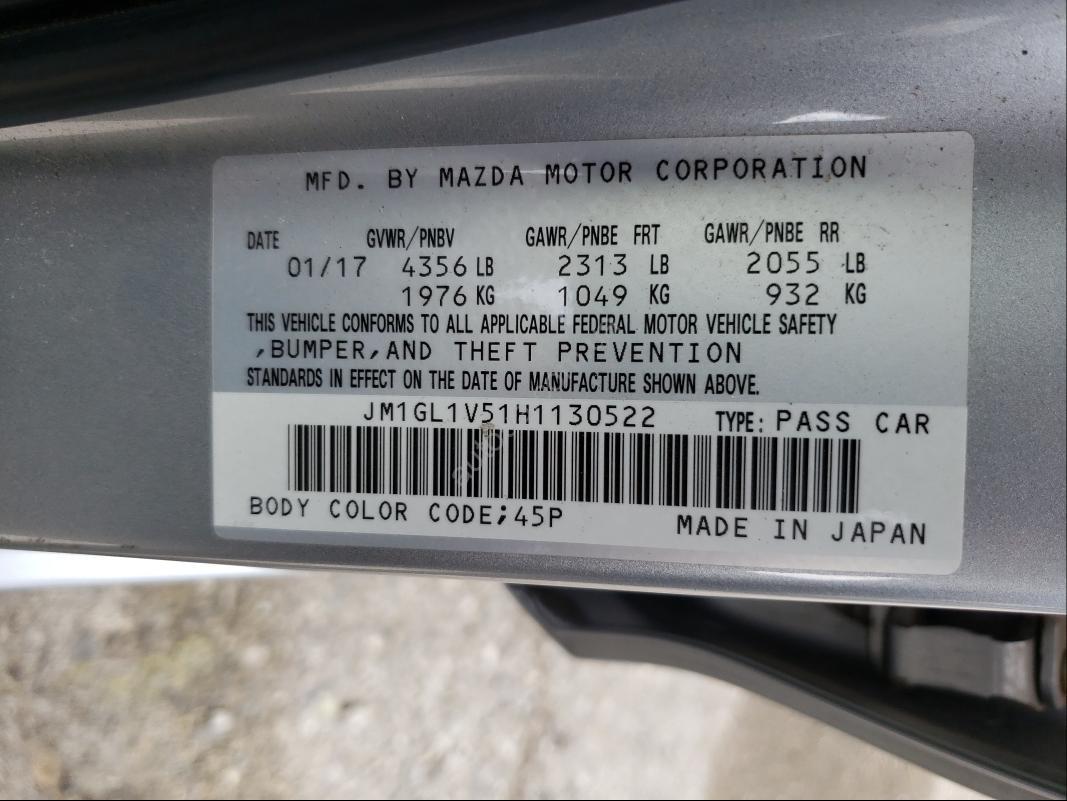 MFD. BY MAZDA MOTOR CORPORATION
DATE GVWR/PNBV GAWR/PNBE FRT GAWR/PNBE RR
01/17 4356 LB 2313 LB 2055 LB
1976 KG 1049 KG 932 KG
THIS VEHICLE CONFORMS TO ALL APPLICABLE FEDERAL MOTOR VEHICLE SAFETY
,BUMPER,AND THEFT PREVENTION
STANDARDS IN EFFECT ON THE DATE OF MANUFACTURE SHOWN ABOVE.
JM1GL1V51H1130522 TYPE: PASS CAR
BODY COLOR CODE;45P
MADE IN JAPAN